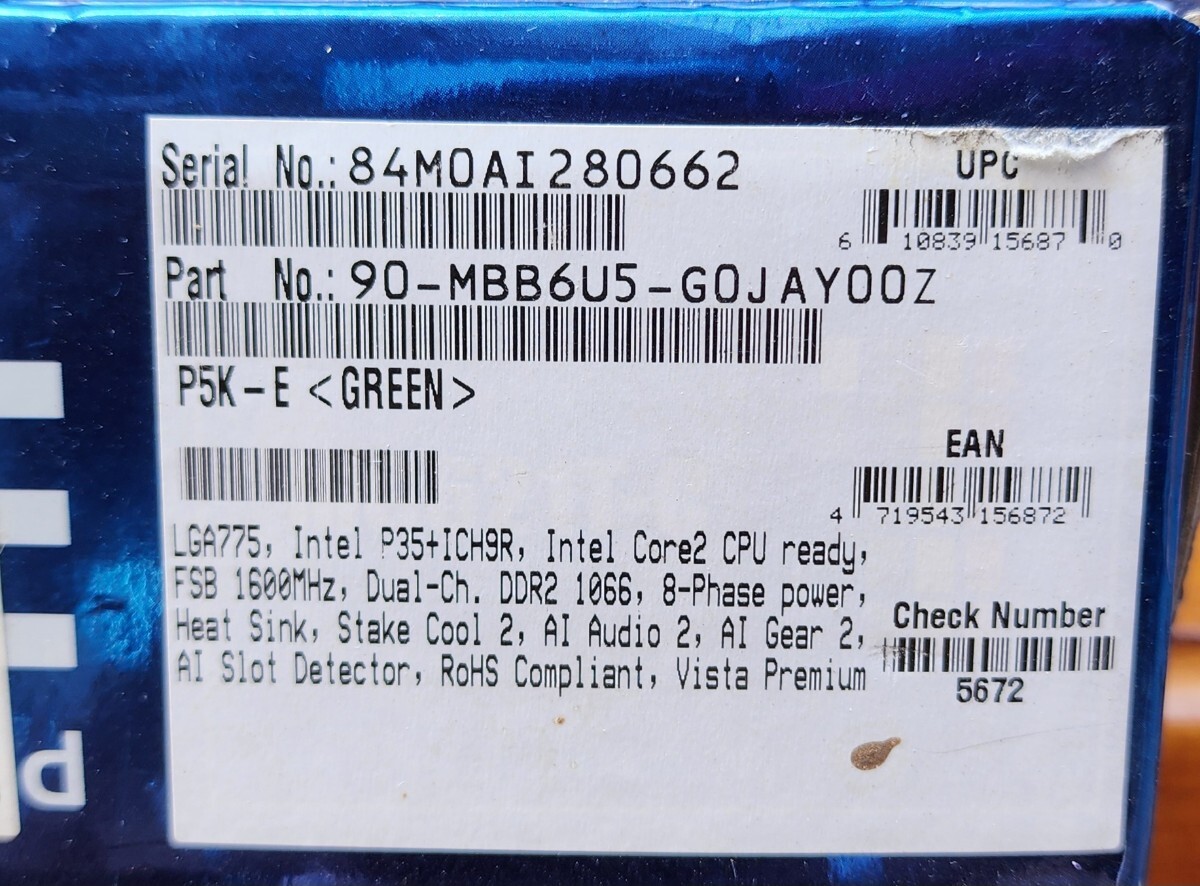 Serial No.: 84M0AI280662
UPC
6 10839 15687 0
Part No.: 90-MBB6U5-G0JAY00Z
P5K-E <GREEN>
EAN
4 719543 156872
LGA775, Intel P35+ICH9R, Intel Core2 CPU ready,
FSB 1600MHz, Dual-Ch. DDR2 1066, 8-Phase power,
Heat Sink, Stake Cool 2, AI Audio 2, AI Gear 2,
AI Slot Detector, RoHS Compliant, Vista Premium
Check Number
5672